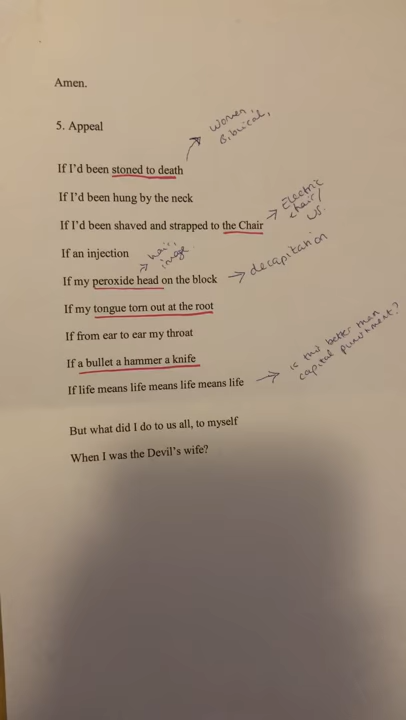 Amen.
5. Appeal
women,
Biblical,
If I'd been stoned to death
If I'd been hung by the neck
If I'd been shaved and strapped to the Chair
Electric
chair/
US.
If an injection
hair,
image.
If my peroxide head on the block
decapitation
If my tongue torn out at the root
If from ear to ear my throat
If a bullet a hammer a knife
If life means life means life means life
is this better than
capital punishment?
But what did I do to us all, to myself
When I was the Devil's wife?